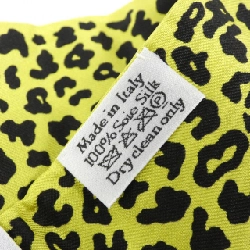 Made in Italy
100% Soie Silk
P
Dry clean only